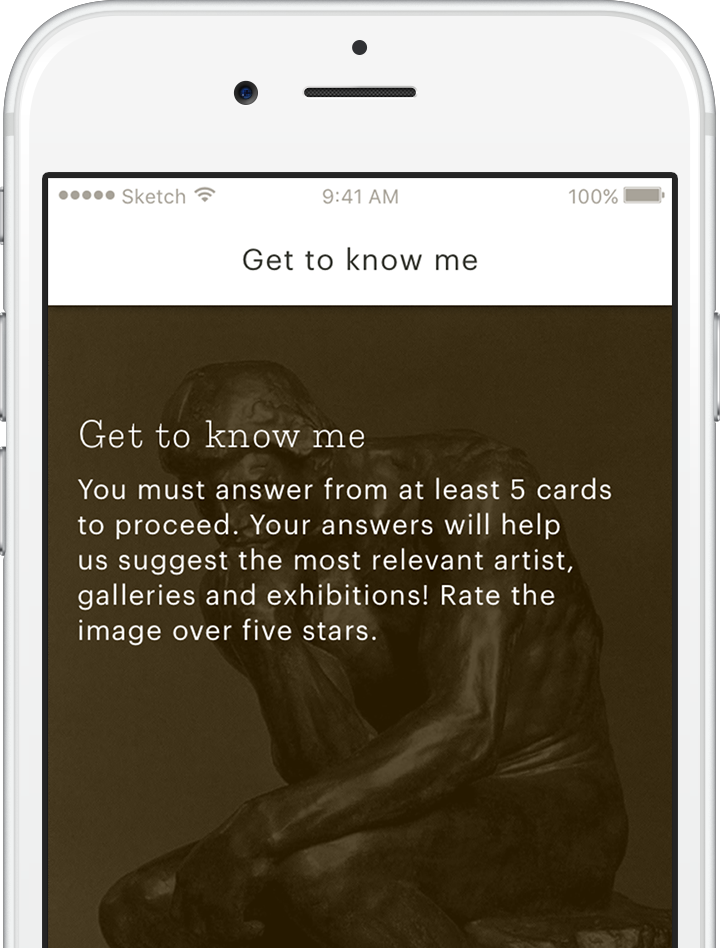 Sketch 9:41 AM 100%
Get to know me
Get to know me
You must answer from at least 5 cards
to proceed. Your answers will help
us suggest the most relevant artist,
galleries and exhibitions! Rate the
image over five stars.